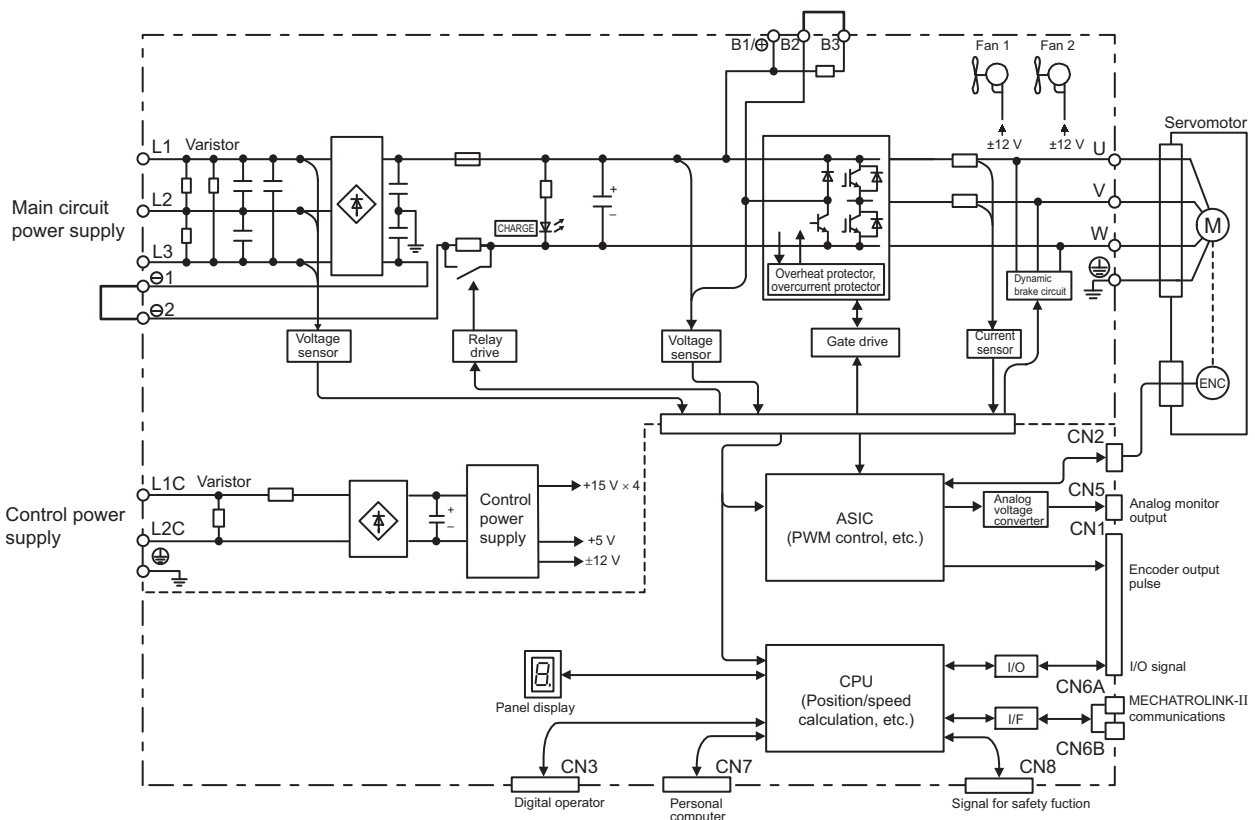 B1/⊕ B2 B3
Fan 1 Fan 2
±12 V ±12 V
Servomotor
L1 Varistor
U
Main circuit
power supply
L2
V
+
–
CHARGE
M
L3
W
⊖1
⊖2
Overheat protector,
overcurrent protector
Dynamic
brake circuit
Voltage
sensor
Relay
drive
Voltage
sensor
Gate drive
Current
sensor
ENC
CN2
Control power
supply
L1C Varistor
L2C
+
–
Control
power
supply
+15 V × 4
+5 V
±12 V
ASIC
(PWM control, etc.)
Analog
voltage
converter
CN5
Analog monitor
output
CN1
Encoder output
pulse
8.
Panel display
CPU
(Position/speed
calculation, etc.)
I/O
I/O signal
CN6A
I/F
MECHATROLINK-II
communications
CN6B
CN3
Digital operator
CN7
Personal
computer
CN8
Signal for safety fuction